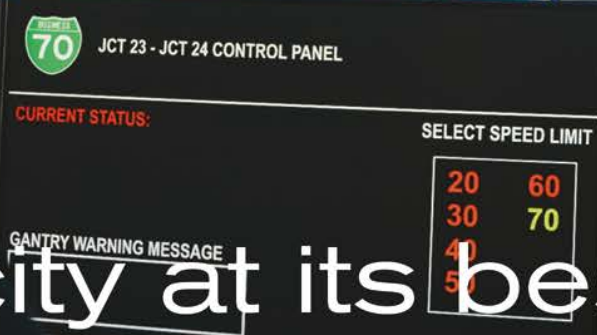 BUSINESS
70
JCT 23 - JCT 24 CONTROL PANEL
CURRENT STATUS:
SELECT SPEED LIMIT
20 60
30 70
40
50
GANTRY WARNING MESSAGE
city at its be